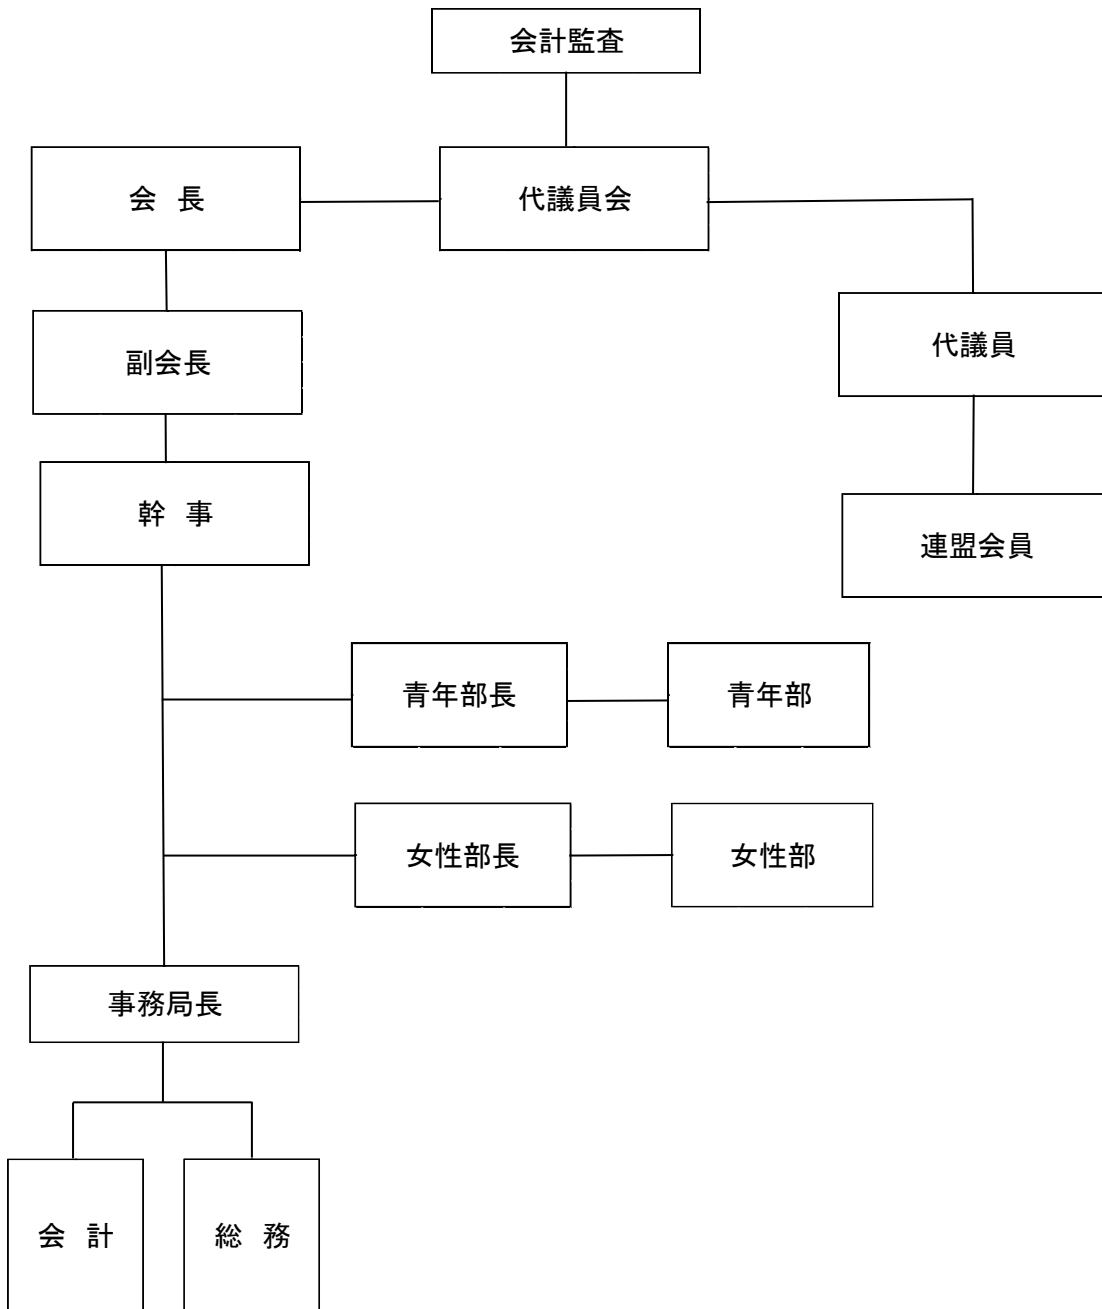 会計監査
会　長
代議員会
副会長
代議員
幹　事
連盟会員
青年部長
青年部
女性部長
女性部
事務局長
会　計
総　務